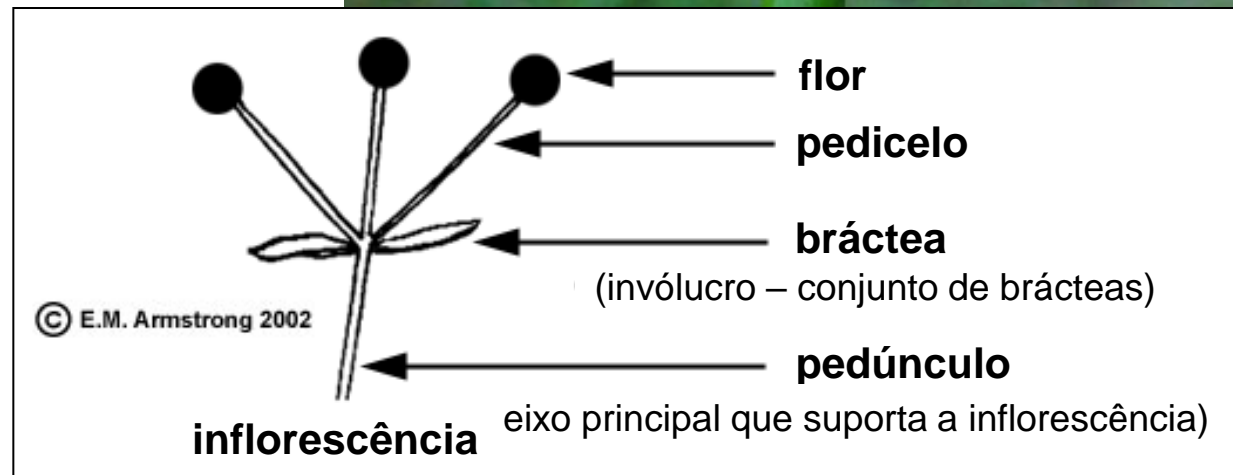 flor
pedicelo
bráctea
(invólucro – conjunto de brácteas)
© E.M. Armstrong 2002
pedúnculo
eixo principal que suporta a inflorescência)
inflorescência